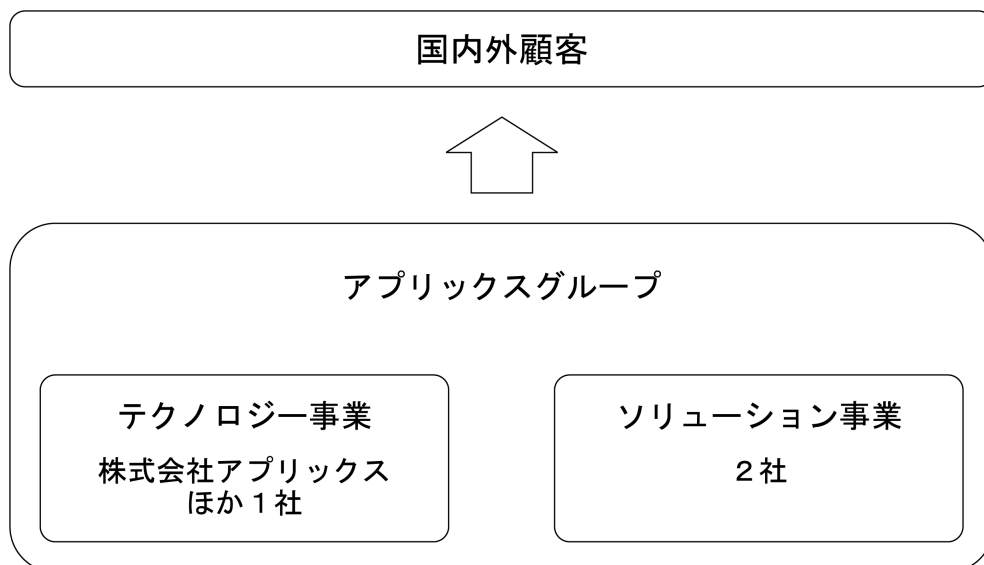 国内外顧客
アプリックスグループ
テクノロジー事業
株式会社アプリックス
ほか１社
ソリューション事業
２社